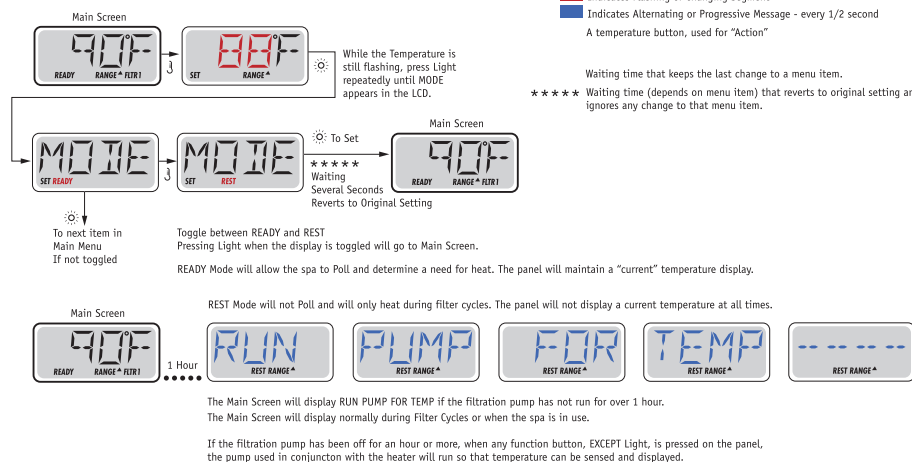 Indicates Flashing or Changing Segment
Indicates Alternating or Progressive Message - every 1/2 second
A temperature button, used for “Action”
Waiting time that keeps the last change to a menu item.
***** Waiting time (depends on menu item) that reverts to original setting an
ignores any change to that menu item.
Main Screen
90°F
READY RANGE FLTR1
88°F
SET RANGE
While the Temperature is
still flashing, press Light
repeatedly until MODE
appears in the LCD.
MODE
SET READY
MODE
SET REST
To Set
*****
Waiting
Several Seconds
Reverts to Original Setting
Main Screen
90°F
READY RANGE FLTR1
To next item in
Main Menu
If not toggled
Toggle between READY and REST
Pressing Light when the display is toggled will go to Main Screen.
READY Mode will allow the spa to Poll and determine a need for heat. The panel will maintain a “current” temperature display.
REST Mode will not Poll and will only heat during filter cycles. The panel will not display a current temperature at all times.
Main Screen
90°F
READY RANGE FLTR1
1 Hour
RUN
REST RANGE
PUMP
REST RANGE
FOR
REST RANGE
TEMP
REST RANGE
----
REST RANGE
The Main Screen will display RUN PUMP FOR TEMP if the filtration pump has not run for over 1 hour.
The Main Screen will display normally during Filter Cycles or when the spa is in use.
If the filtration pump has been off for an hour or more, when any function button, EXCEPT Light, is pressed on the panel,
the pump used in conjuncton with the heater will run so that temperature can be sensed and displayed.